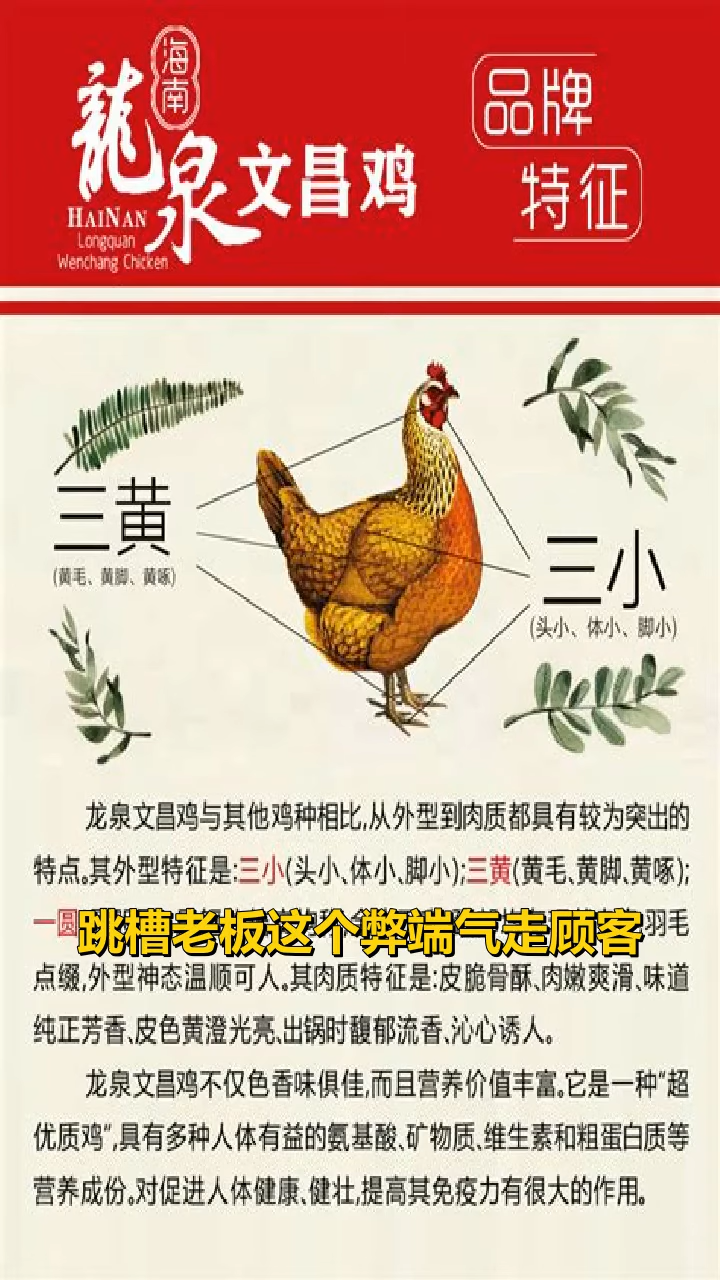 海南
龍泉文昌鸡
HAINAN
Longquan
Wenchang Chicken
品牌
特征
三黄
(黄毛、黄脚、黄啄)
三小
(头小、体小、脚小)
龙泉文昌鸡与其他鸡种相比,从外型到肉质都具有较为突出的
特点。其外型特征是:三小(头小、体小、脚小);三黄(黄毛、黄脚、黄啄);
一圆
羽毛
跳槽老板这个弊端气走顾客
点缀,外型神态温顺可人。其肉质特征是:皮脆骨酥、肉嫩爽滑、味道
纯正芳香、皮色黄澄光亮、出锅时馥郁流香、沁心诱人。
龙泉文昌鸡不仅色香味俱佳,而且营养价值丰富。它是一种"超
优质鸡",具有多种人体有益的氨基酸、矿物质、维生素和粗蛋白质等
营养成份。对促进人体健康、健壮,提高其免疫力有很大的作用。